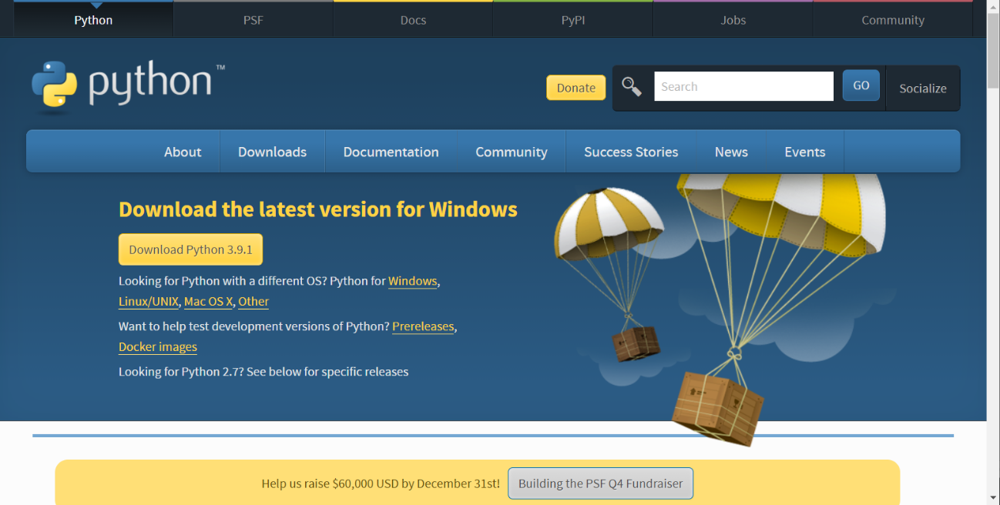 Python PSF Docs PyPI Jobs Community
python™
Donate Search GO Socialize
About Downloads Documentation Community Success Stories News Events
Download the latest version for Windows
Download Python 3.9.1
Looking for Python with a different OS? Python for Windows,
Linux/UNIX, Mac OS X, Other
Want to help test development versions of Python? Prereleases,
Docker images
Looking for Python 2.7? See below for specific releases
Help us raise $60,000 USD by December 31st! Building the PSF Q4 Fundraiser